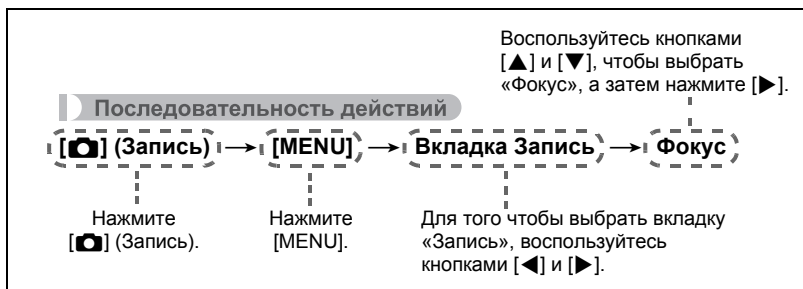 Воспользуйтесь кнопками
[▲] и [▼], чтобы выбрать
«Фокус», а затем нажмите [▶].
Последовательность действий
[📷] (Запись) → [MENU] → Вкладка Запись → Фокус
Нажмите
[📷] (Запись).
Нажмите
[MENU].
Для того чтобы выбрать вкладку
«Запись», воспользуйтесь
кнопками [◀] и [▶].